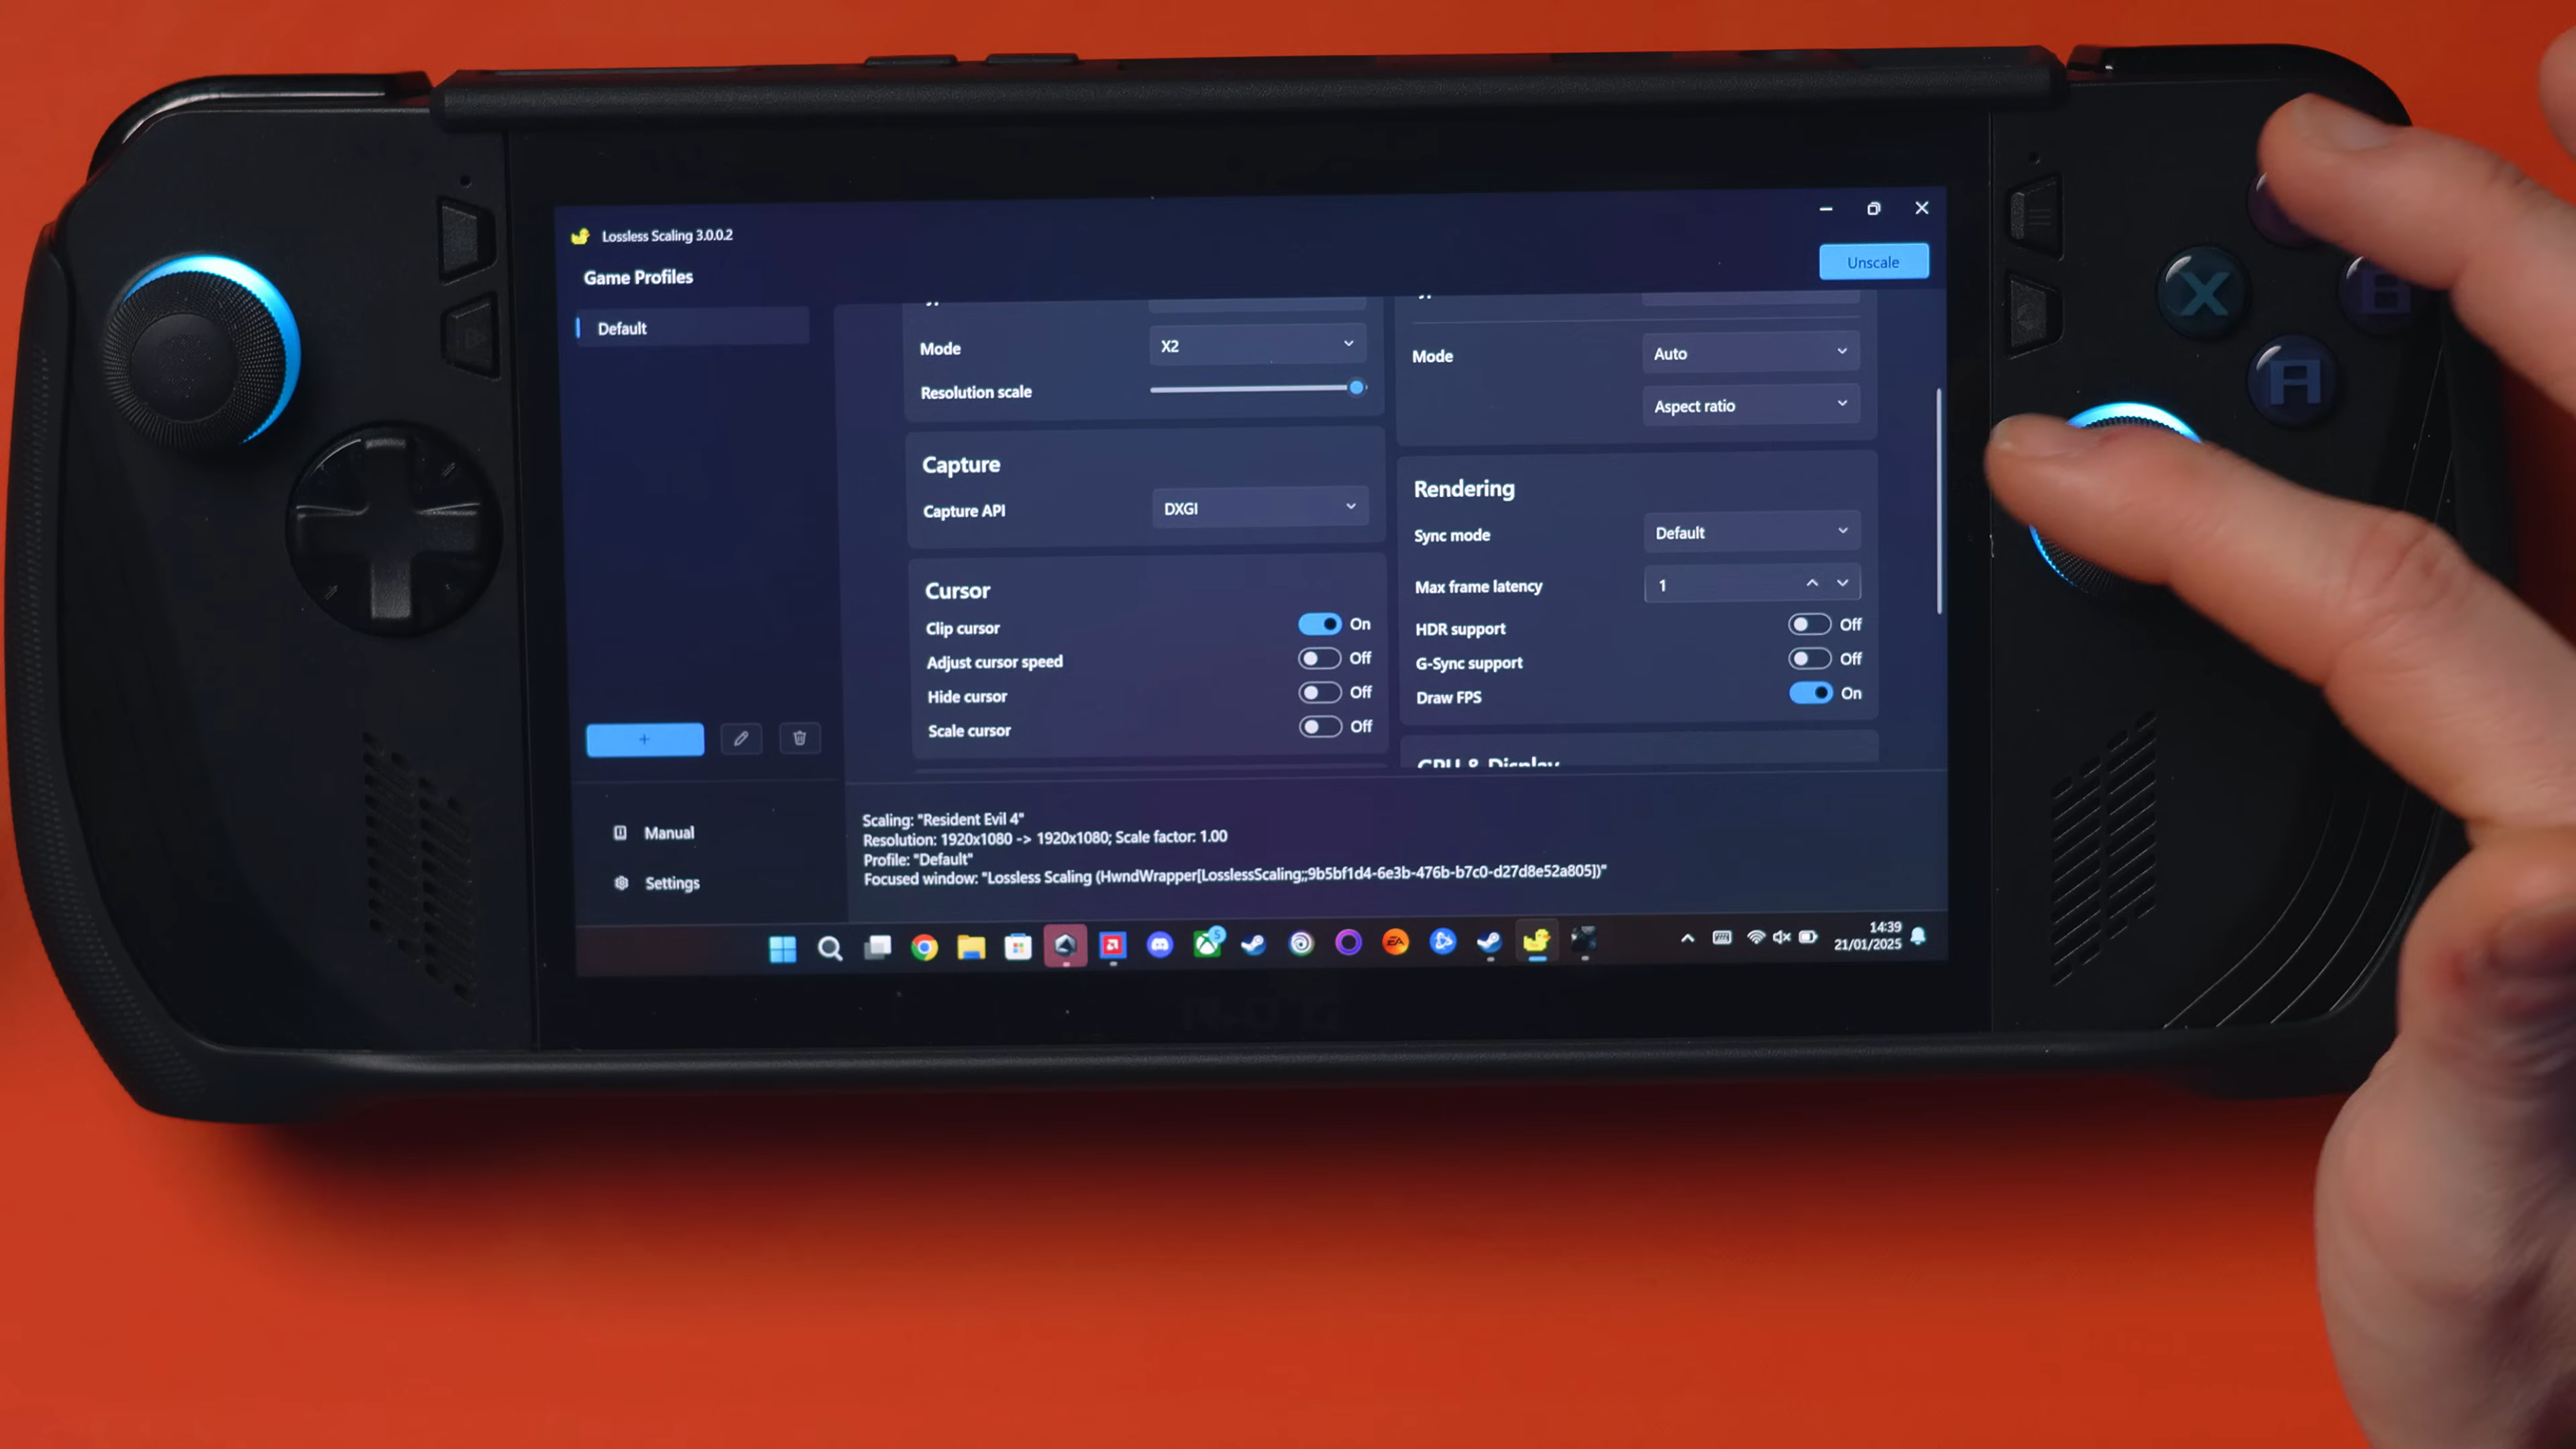 Lossless Scaling 3.0.0.2
Unscale
Game Profiles
Default
Mode
X2
Resolution scale
Mode
Auto
Aspect ratio
Capture
Capture API
DXGI
Rendering
Sync mode
Default
Max frame latency
1
HDR support
Off
G-Sync support
Off
Draw FPS
On
Cursor
Clip cursor
On
Adjust cursor speed
Off
Hide cursor
Off
Scale cursor
Off
GPU & Display
Manual
Settings
Scaling: "Resident Evil 4"
Resolution: 1920x1080 -> 1920x1080; Scale factor: 1.00
Profile: "Default"
Focused window: "Lossless Scaling (HwndWrapper[LosslessScaling;;9b5bf1d4-6e3b-476b-b7c0-d27d8e52a805])"
5
EA
14:39
21/01/2025
X
B
A